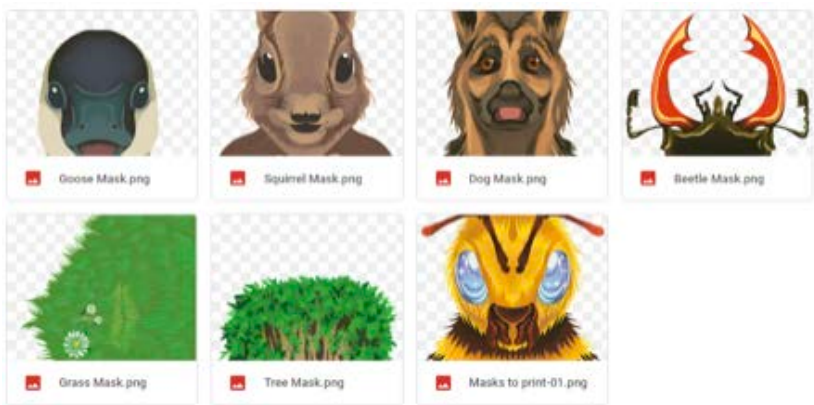 Goose Mask.png
Squirrel Mask.png
Dog Mask.png
Beetle Mask.png
Grass Mask.png
Tree Mask.png
Masks to print-01.png